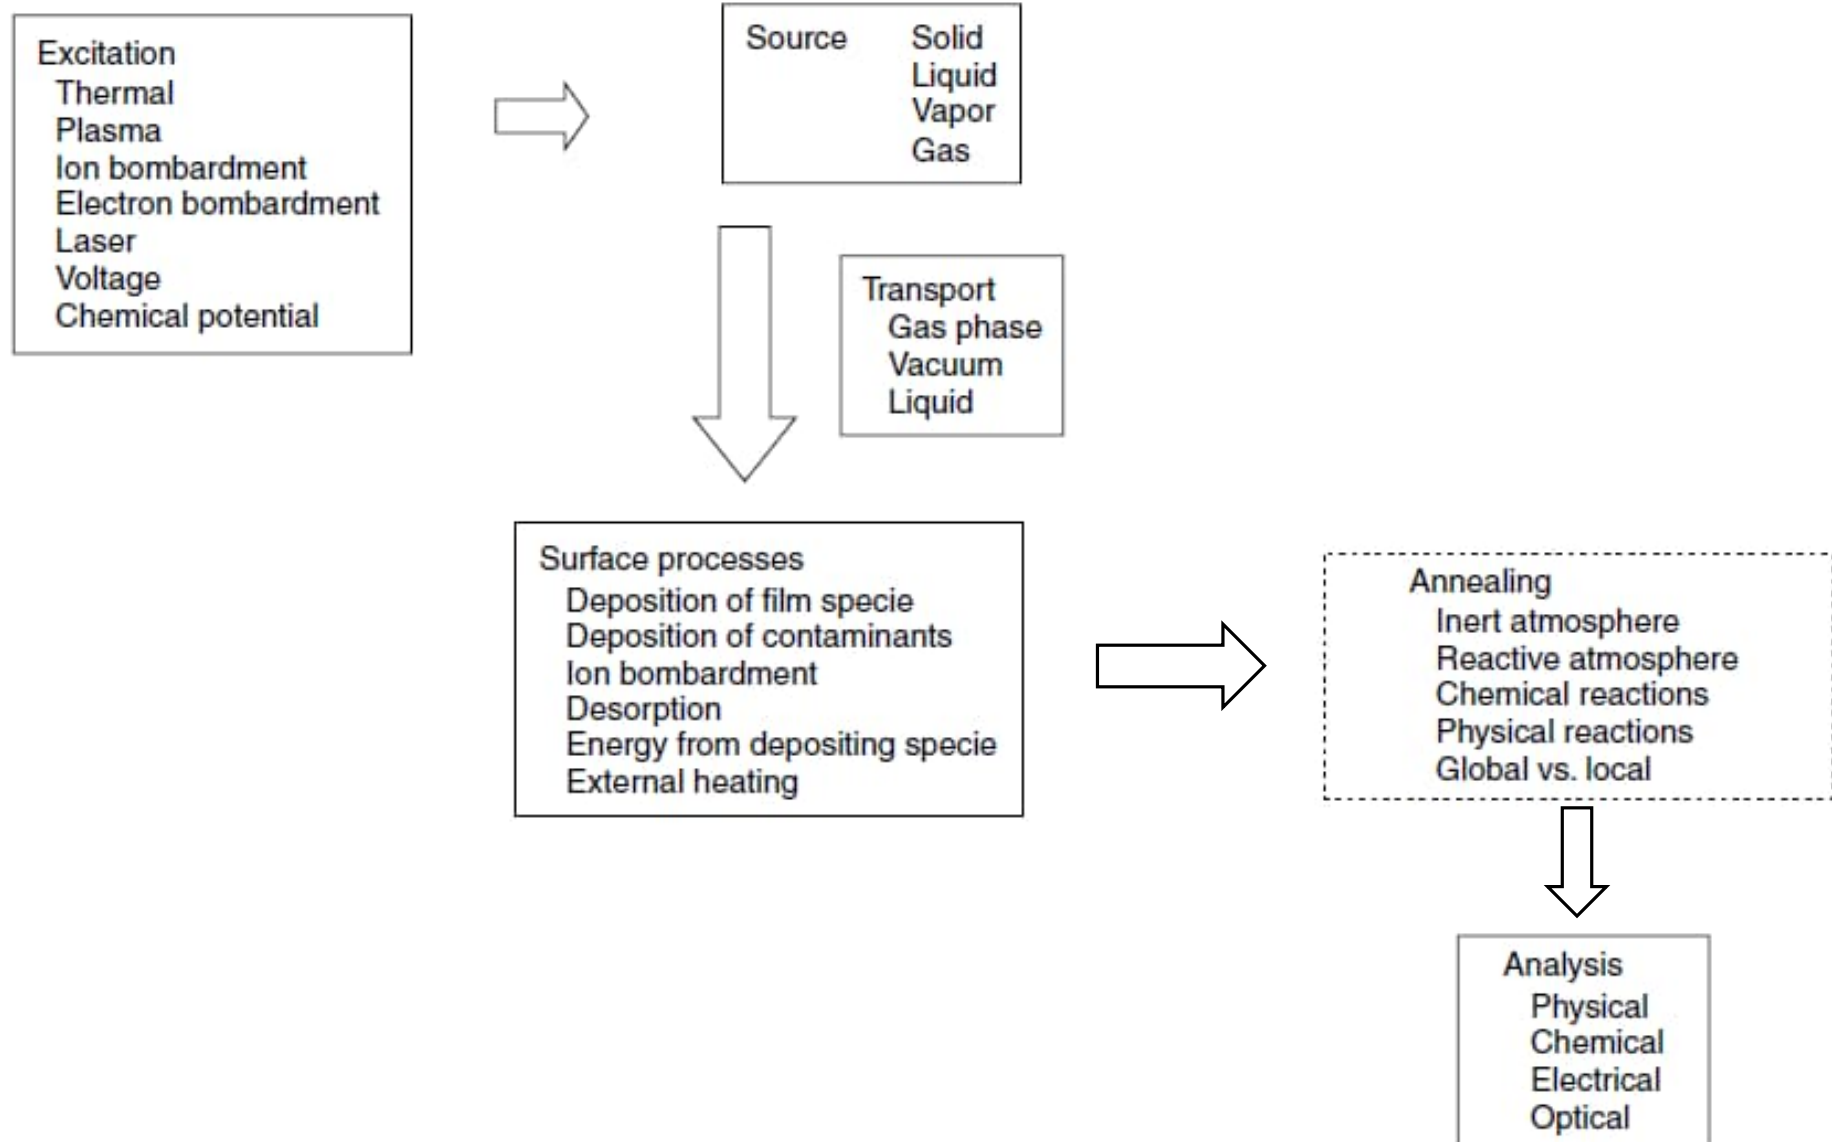 Excitation
Thermal
Plasma
Ion bombardment
Electron bombardment
Laser
Voltage
Chemical potential
Source Solid
Liquid
Vapor
Gas
Transport
Gas phase
Vacuum
Liquid
Surface processes
Deposition of film specie
Deposition of contaminants
Ion bombardment
Desorption
Energy from depositing specie
External heating
Annealing
Inert atmosphere
Reactive atmosphere
Chemical reactions
Physical reactions
Global vs. local
Analysis
Physical
Chemical
Electrical
Optical